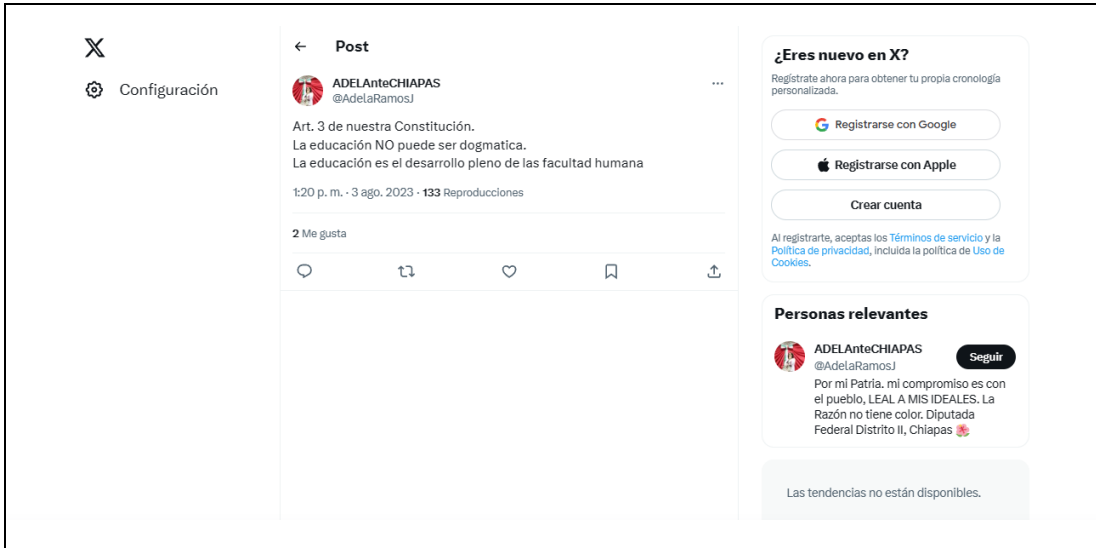 Configuración
Post
ADELAnteCHIAPAS
@AdelaRamosJ
Art. 3 de nuestra Constitución.
La educación NO puede ser dogmatica.
La educación es el desarrollo pleno de las facultad humana
1:20 p. m. · 3 ago. 2023 · 133 Reproducciones
2 Me gusta
¿Eres nuevo en X?
Regístrate ahora para obtener tu propia cronología
personalizada.
Registrarse con Google
Registrarse con Apple
Crear cuenta
Al registrarte, aceptas los Términos de servicio y la
Política de privacidad, incluida la política de Uso de
Cookies.
Personas relevantes
ADELAnteCHIAPAS
@AdelaRamosJ
Seguir
Por mi Patria. mi compromiso es con
el pueblo, LEAL A MIS IDEALES. La
Razón no tiene color. Diputada
Federal Distrito II, Chiapas 🌺
Las tendencias no están disponibles.